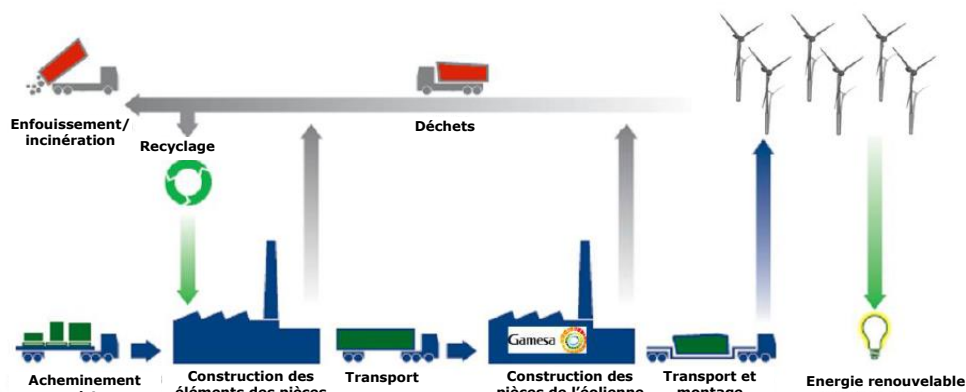 Enfouissement/
incinération
Recyclage
Déchets
Gamesa
Acheminement
Construction des
éléments des pièces
Transport
Construction des
pièces de l'éolienne
Transport et
montage
Energie renouvelable